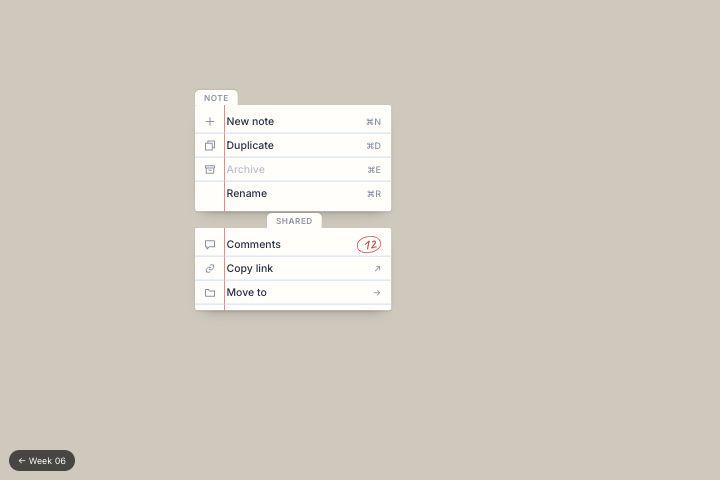 NOTE
New note ⌘N
Duplicate ⌘D
Archive ⌘E
Rename ⌘R
SHARED
Comments 12
Copy link ↗
Move to →
← Week 06